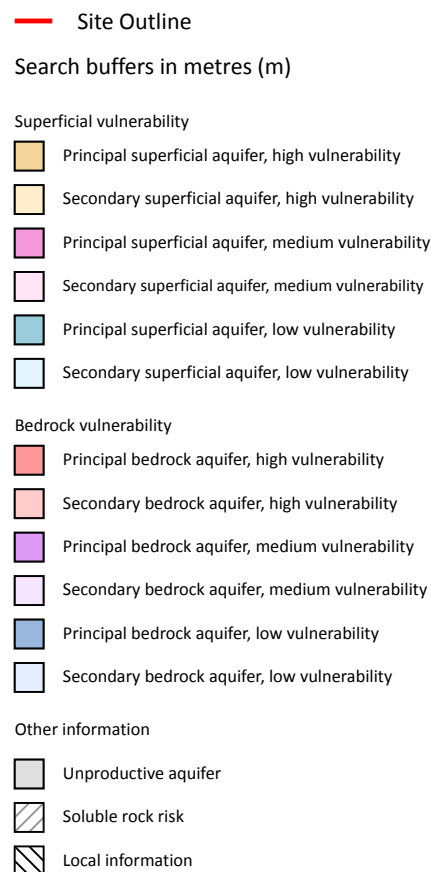 Site Outline
Search buffers in metres (m)
Superficial vulnerability
Principal superficial aquifer, high vulnerability
Secondary superficial aquifer, high vulnerability
Principal superficial aquifer, medium vulnerability
Secondary superficial aquifer, medium vulnerability
Principal superficial aquifer, low vulnerability
Secondary superficial aquifer, low vulnerability
Bedrock vulnerability
Principal bedrock aquifer, high vulnerability
Secondary bedrock aquifer, high vulnerability
Principal bedrock aquifer, medium vulnerability
Secondary bedrock aquifer, medium vulnerability
Principal bedrock aquifer, low vulnerability
Secondary bedrock aquifer, low vulnerability
Other information
Unproductive aquifer
Soluble rock risk
Local information